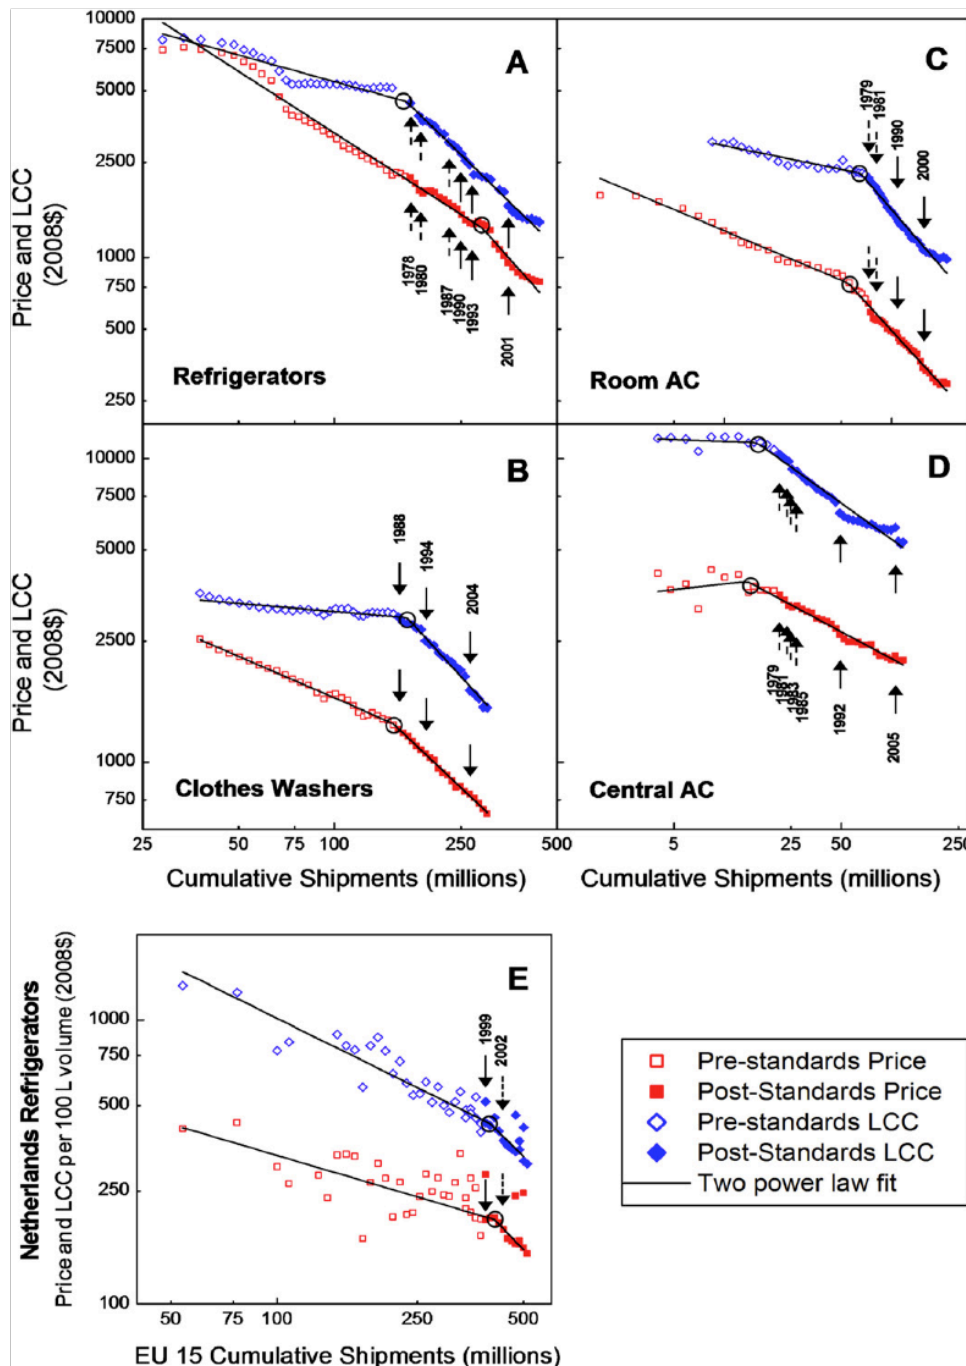 10000
7500
5000
2500
1000
750
500
250
Price and LCC
(2008$)
A
1978
1980
1987
1990
1993
2001
Refrigerators
C
1979
1981
1990
2000
Room AC
10000
7500
5000
2500
1000
750
Price and LCC
(2008$)
B
1988
1994
2004
Clothes Washers
25
50
75
100
250
500
Cumulative Shipments (millions)
D
1979
1981
1983
1985
1992
2005
Central AC
5
25
50
250
Cumulative Shipments (millions)
Netherlands Refrigerators
Price and LCC per 100 L volume (2008$)
1000
750
500
250
100
E
1999
2002
50
75
100
250
500
EU 15 Cumulative Shipments (millions)
Pre-standards Price
Post-Standards Price
Pre-standards LCC
Post-Standards LCC
Two power law fit